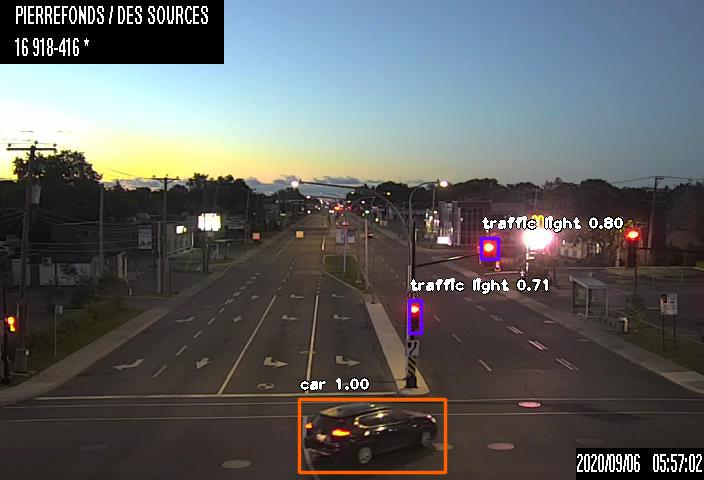 PIERREFONDS / DES SOURCES
16 918-416 *
traffic light 0.80
traffic light 0.71
car 1.00
2020/09/06 05:57:02